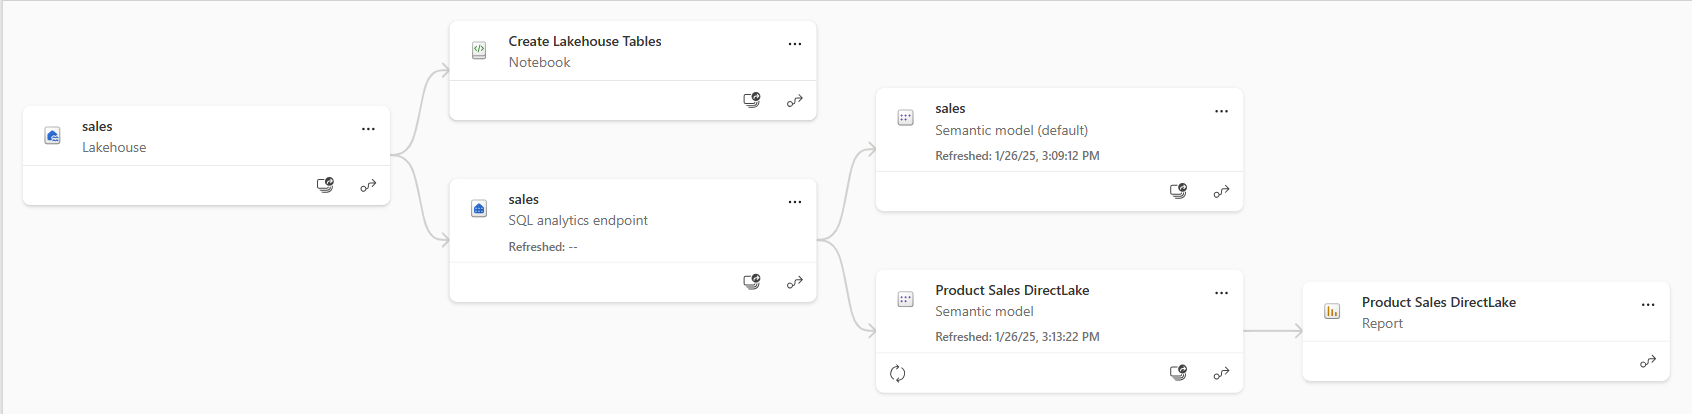 sales
Lakehouse
Create Lakehouse Tables
Notebook
sales
SQL analytics endpoint
Refreshed: --
sales
Semantic model (default)
Refreshed: 1/26/25, 3:09:12 PM
Product Sales DirectLake
Semantic model
Refreshed: 1/26/25, 3:13:22 PM
Product Sales DirectLake
Report